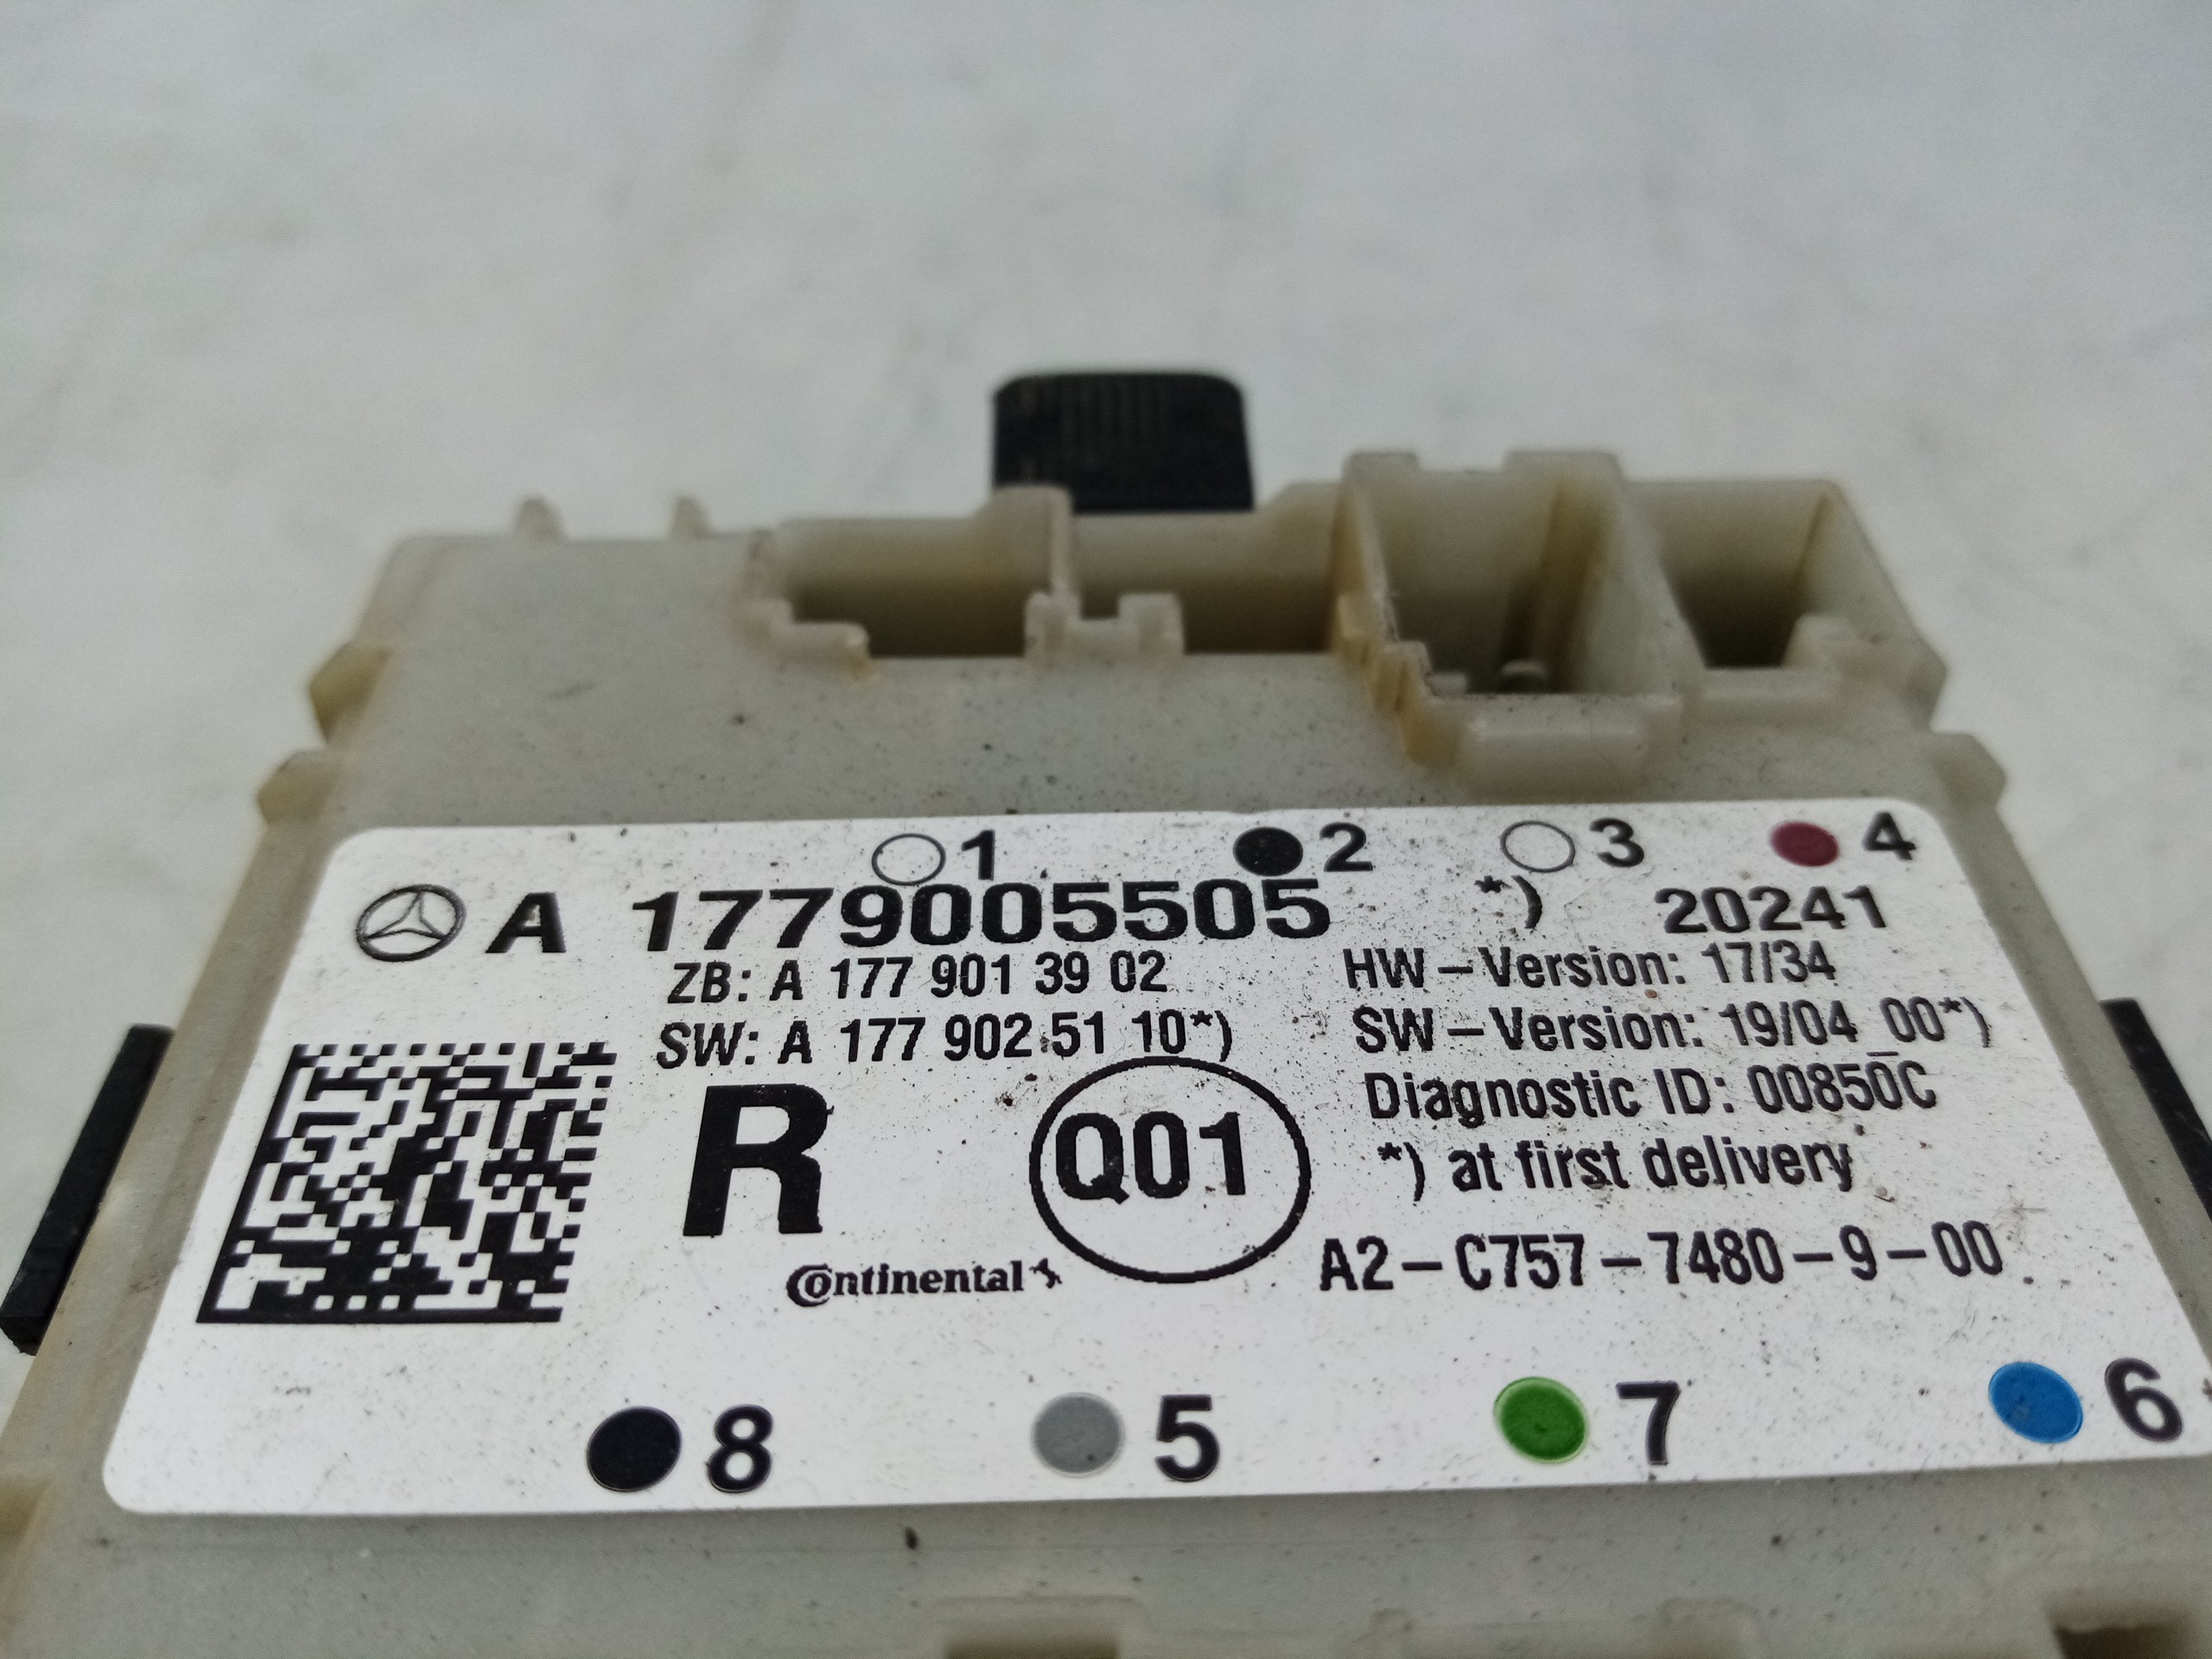 1 2 3 4
A 1779005505 *) 20241
ZB: A 177 901 39 02 HW-Version: 17/34
SW: A 177 902 51 10*) SW-Version: 19/04_00*)
Diagnostic ID: 00850C
R Q01 *) at first delivery
Continental A2-C757-7480-9-00
8 5 7 6